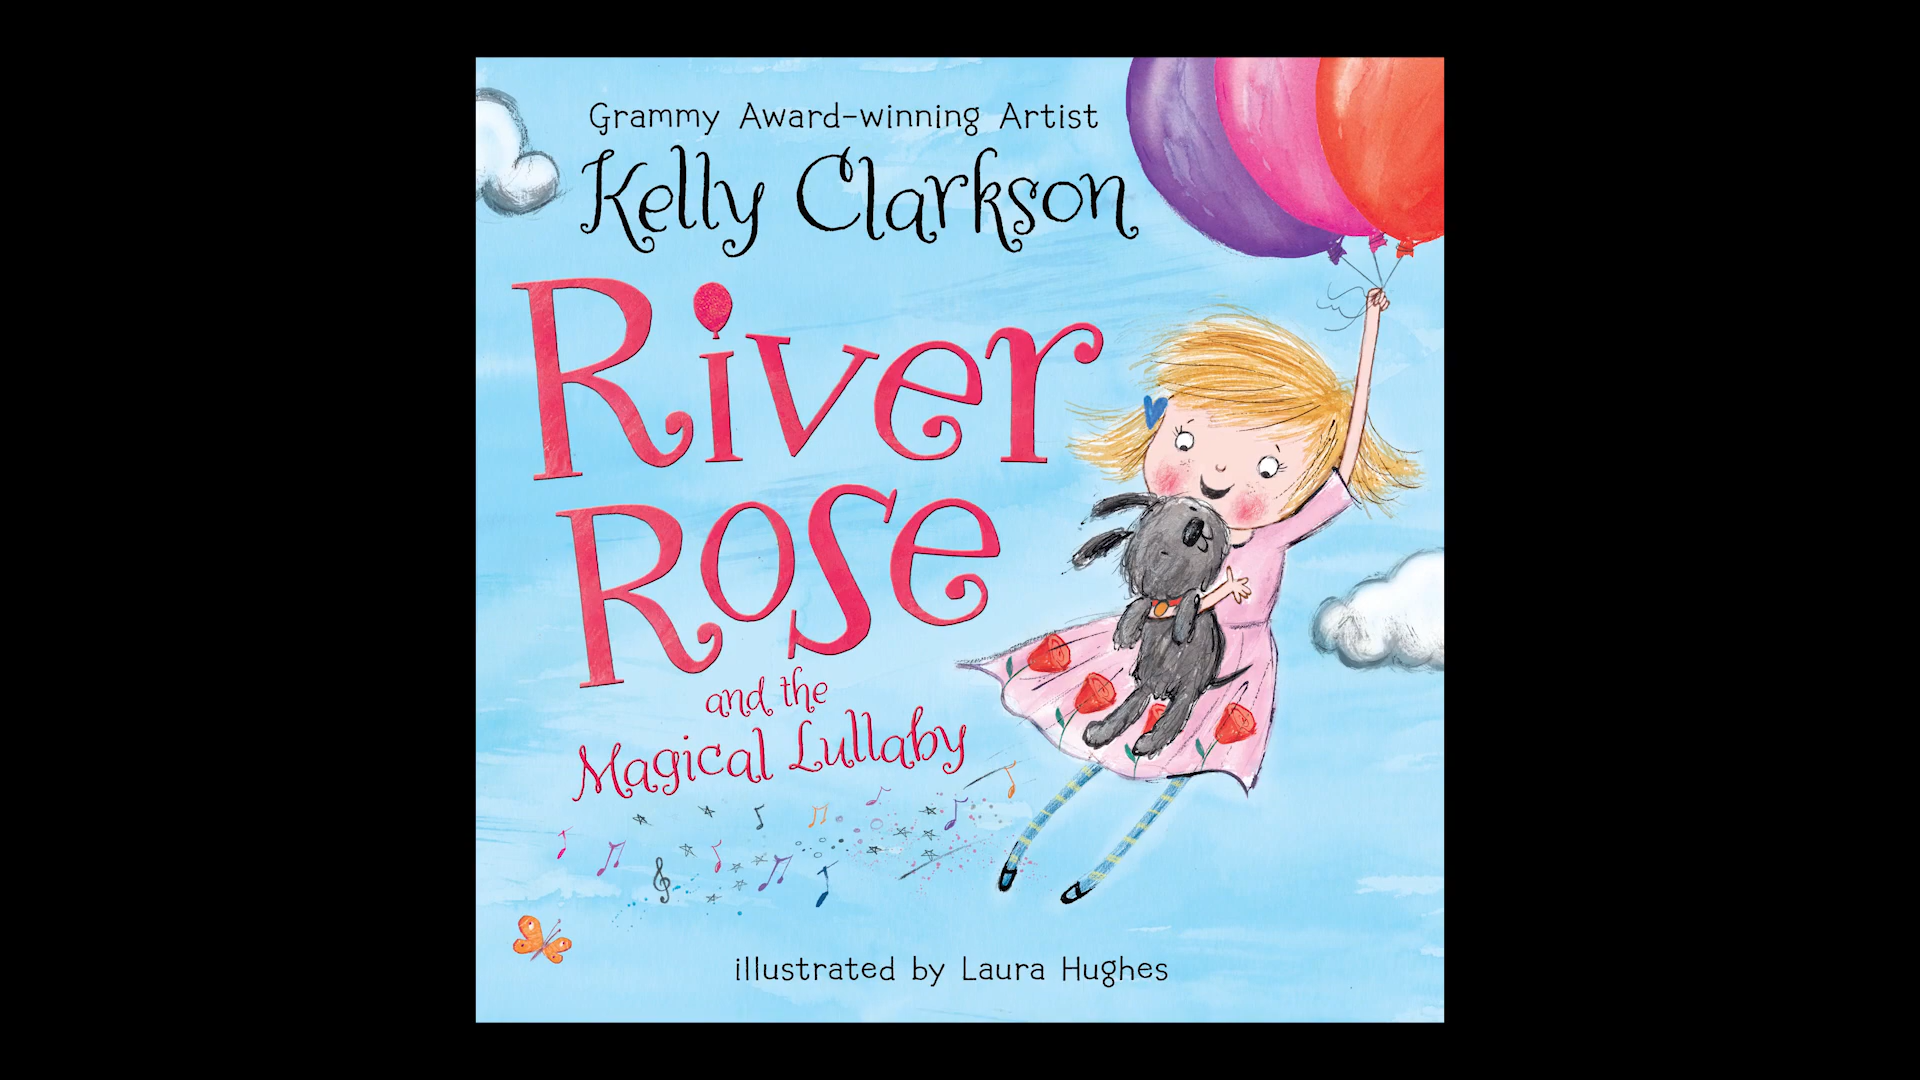 Grammy Award-winning Artist
Kelly Clarkson
River
Rose
and the
Magical Lullaby
illustrated by Laura Hughes